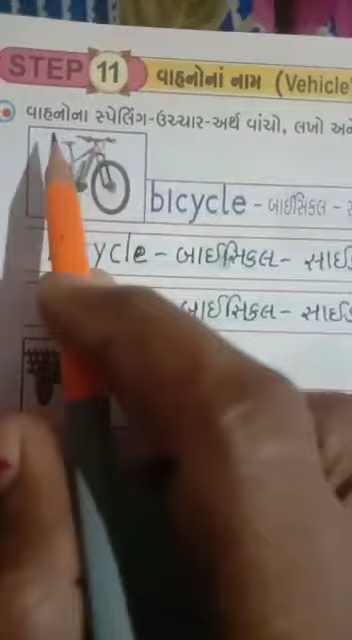 STEP 11 વાહનોનાં નામ (Vehicle
વાહનોના સ્પેલિંગ-ઉચ્ચાર-અર્થ વાંચો, લખો અને
bicycle - બાઈસિકલ -
ycle - બાઈસિકલ - સાઈ
બાઈસિકલ - સાઈ